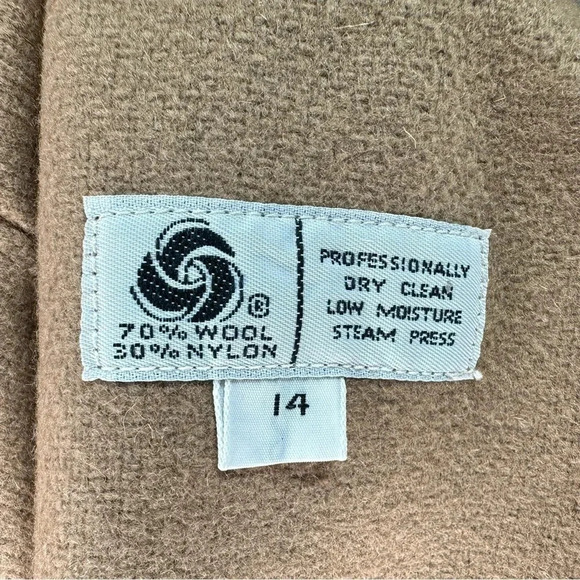 ®
70% WOOL
30% NYLON
PROFESSIONALLY
DRY CLEAN
LOW MOISTURE
STEAM PRESS
14